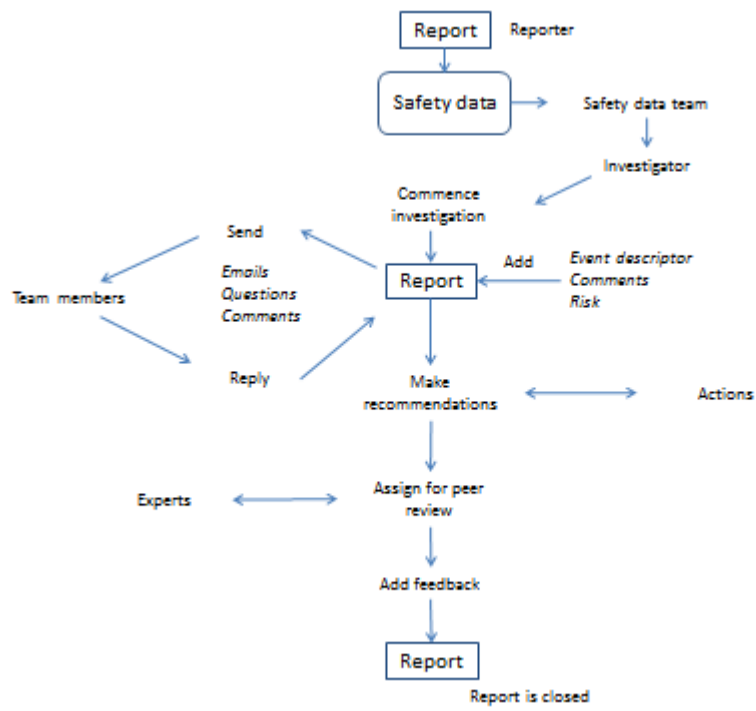 Report
Reporter
Safety data
Safety data team
Investigator
Commence
investigation
Send
Report
Add
Event descriptor
Comments
Risk
Emails
Questions
Comments
Team members
Reply
Make
recommendations
Actions
Experts
Assign for peer
review
Add feedback
Report
Report is closed